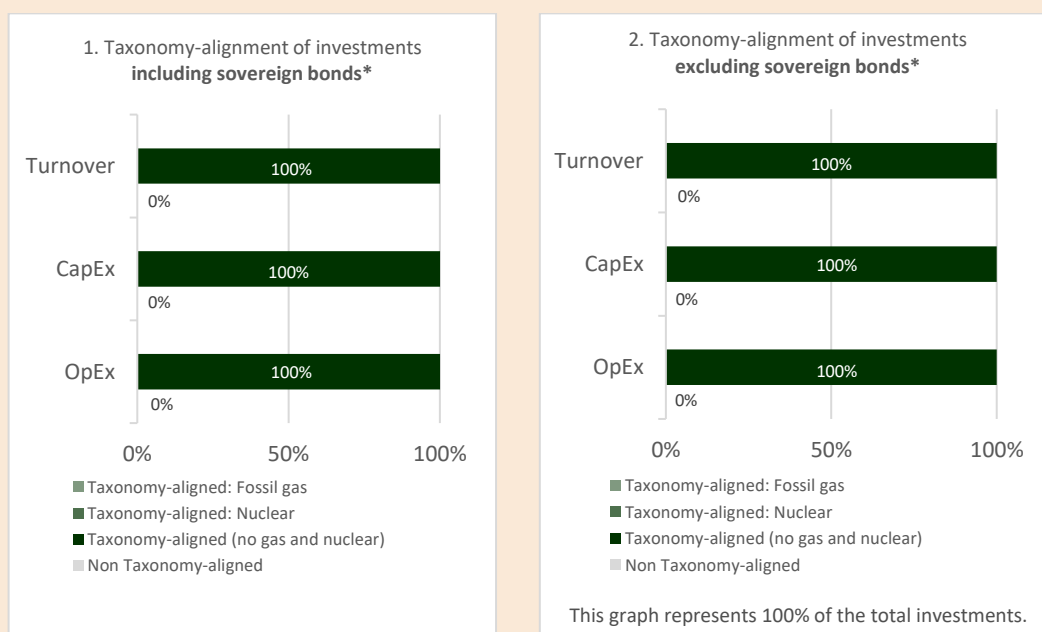 1. Taxonomy-alignment of investments
including sovereign bonds*
Turnover
100%
0%
CapEx
100%
0%
OpEx
100%
0%
0%
50%
100%
Taxonomy-aligned: Fossil gas
Taxonomy-aligned: Nuclear
Taxonomy-aligned (no gas and nuclear)
Non Taxonomy-aligned
2. Taxonomy-alignment of investments
excluding sovereign bonds*
Turnover
100%
0%
CapEx
100%
0%
OpEx
100%
0%
0%
50%
100%
Taxonomy-aligned: Fossil gas
Taxonomy-aligned: Nuclear
Taxonomy-aligned (no gas and nuclear)
Non Taxonomy-aligned
This graph represents 100% of the total investments.